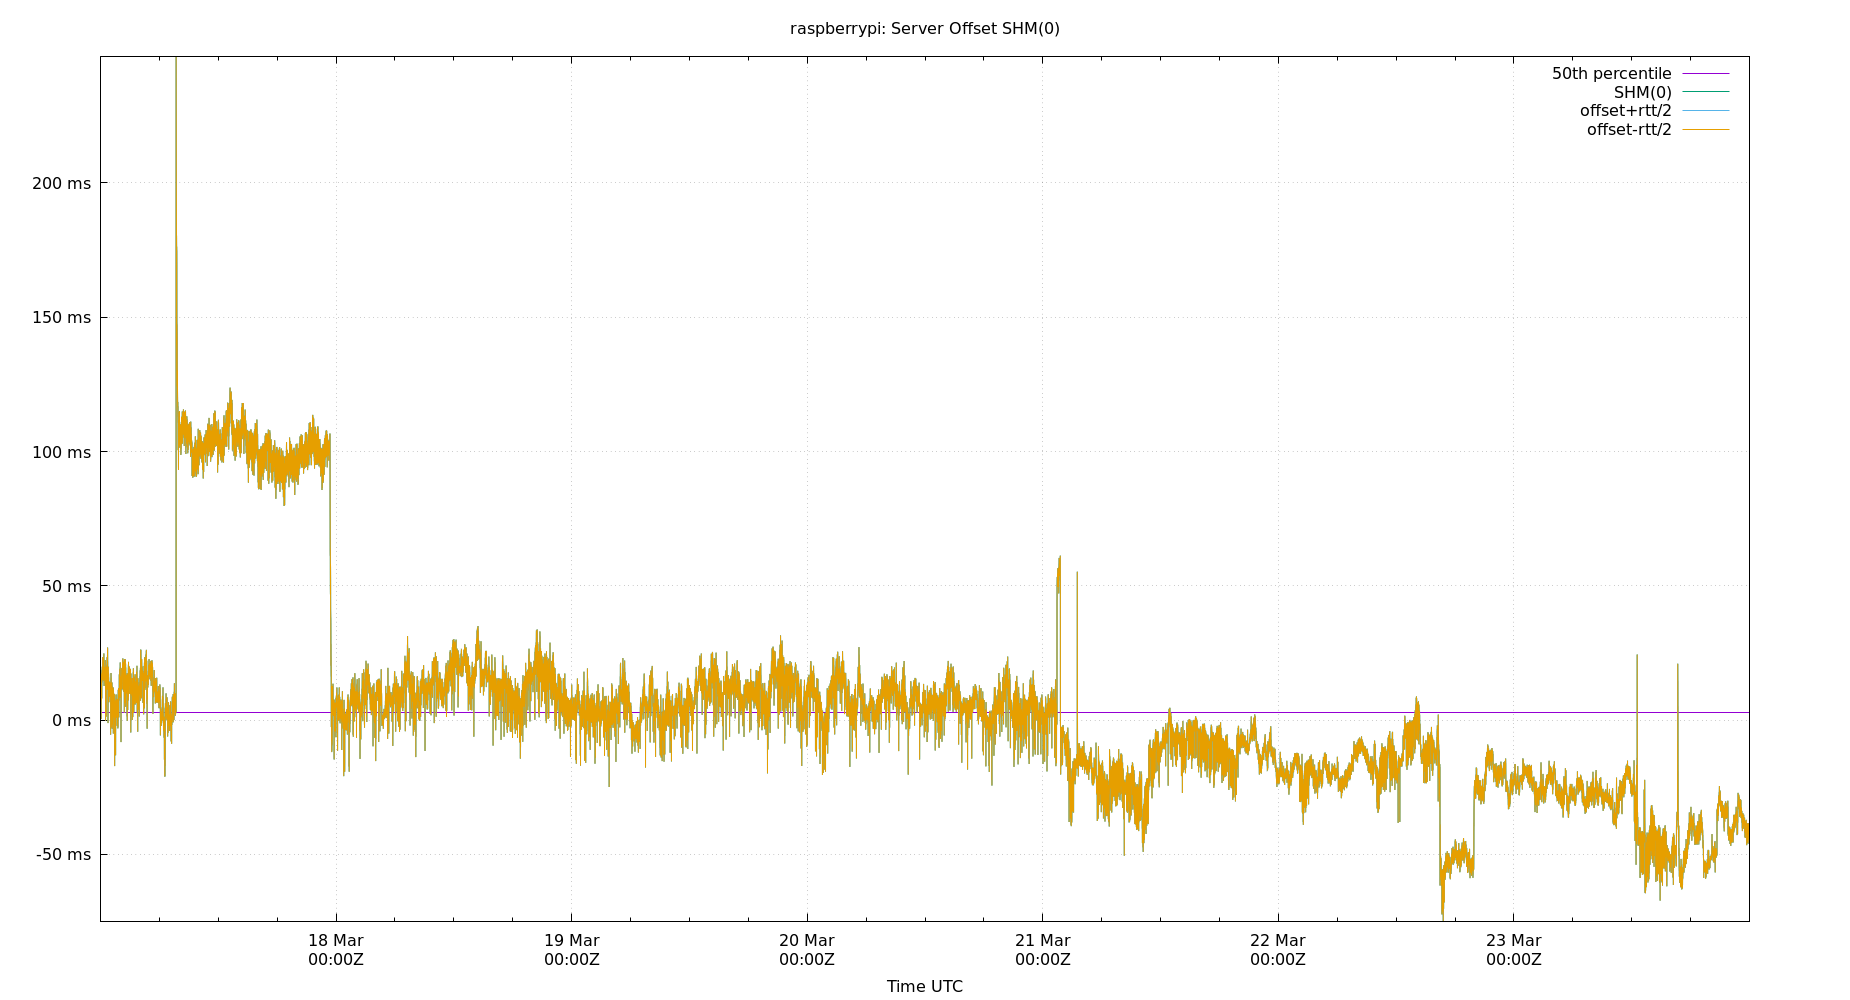 raspberrypi: Server Offset SHM(0)
50th percentile
SHM(0)
offset+rtt/2
offset-rtt/2
200 ms
150 ms
100 ms
50 ms
0 ms
-50 ms
18 Mar
00:00Z
19 Mar
00:00Z
20 Mar
00:00Z
21 Mar
00:00Z
22 Mar
00:00Z
23 Mar
00:00Z
Time UTC